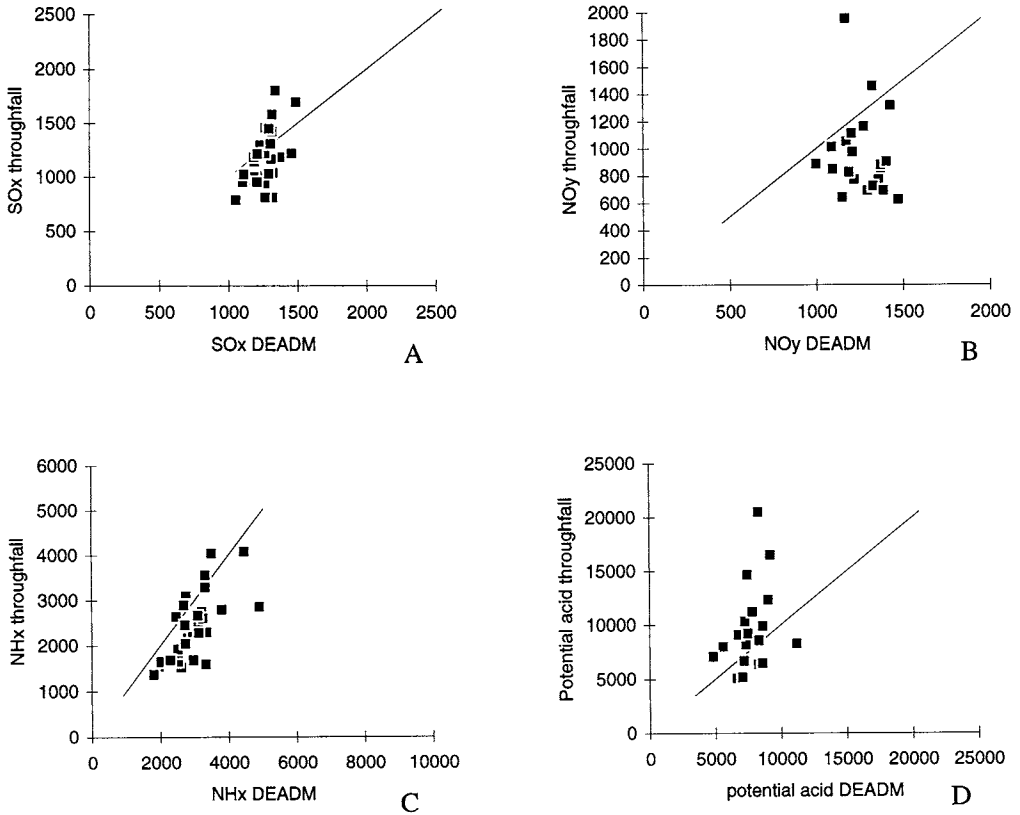 SOx throughfall
2500
2000
1500
1000
500
0
0 500 1000 1500 2000 2500
SOx DEADM
A
NOy throughfall
2000
1800
1600
1400
1200
1000
800
600
400
200
0
0 500 1000 1500 2000
NOy DEADM
B
NHx throughfall
6000
5000
4000
3000
2000
1000
0
0 2000 4000 6000 8000 10000
NHx DEADM
C
Potential acid throughfall
25000
20000
15000
10000
5000
0
0 5000 10000 15000 20000 25000
potential acid DEADM
D